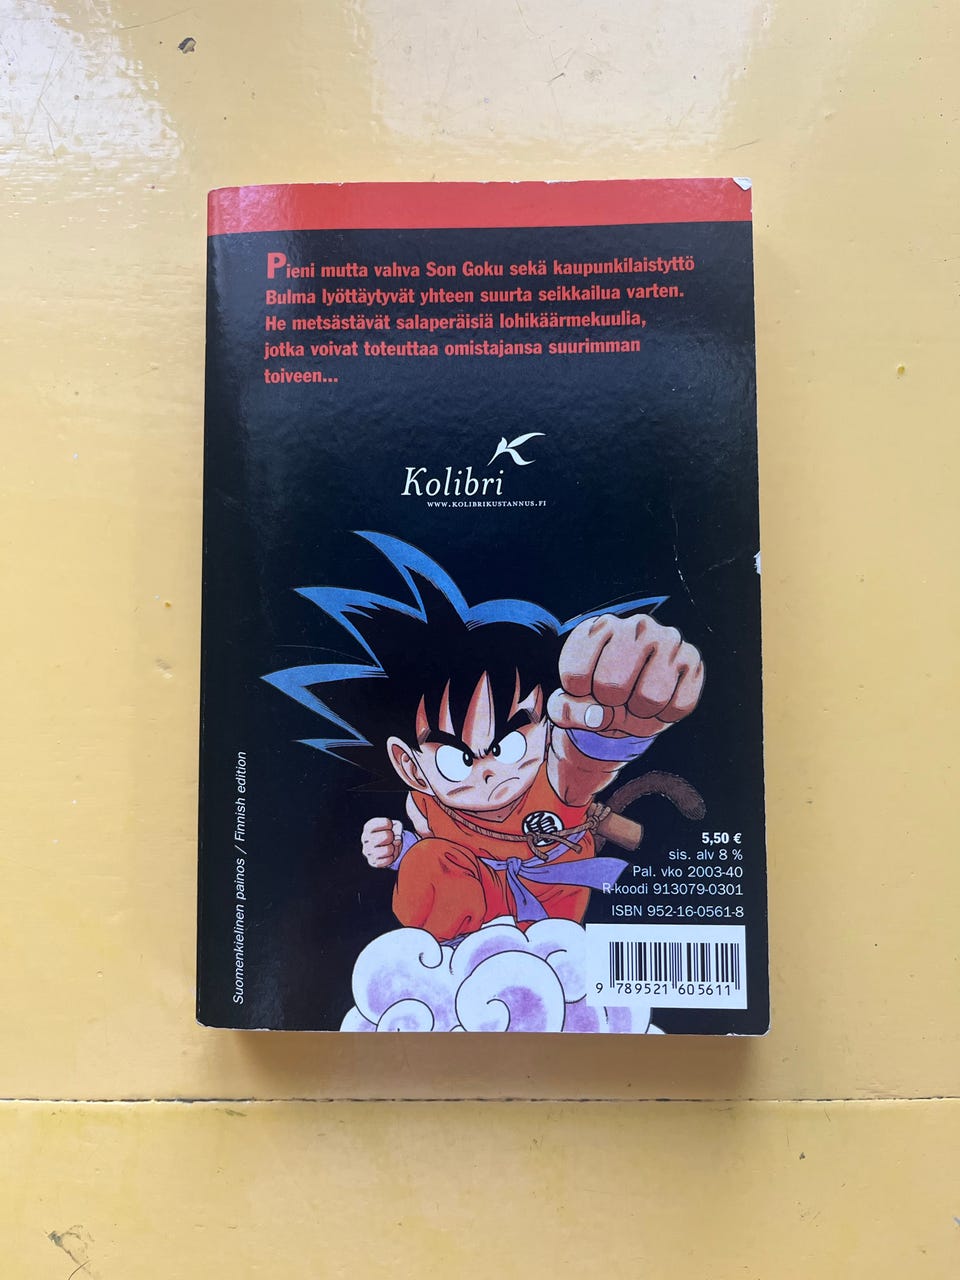 Pieni mutta vahva Son Goku sekä kaupunkilaistyttö
Bulma lyöttäytyvät yhteen suurta seikkailua varten.
He metsästävät salaperäisiä lohikäärmekuulia,
jotka voivat toteuttaa omistajansa suurimman
toiveen...
Kolibri
WWW.KOLIBRIKUSTANNUS.FI
Suomenkielinen painos / Finnish edition
亀
5,50 €
sis. alv 8 %
Pal. vko 2003-40
R-koodi 913079-0301
ISBN 952-16-0561-8
9 789521 605611